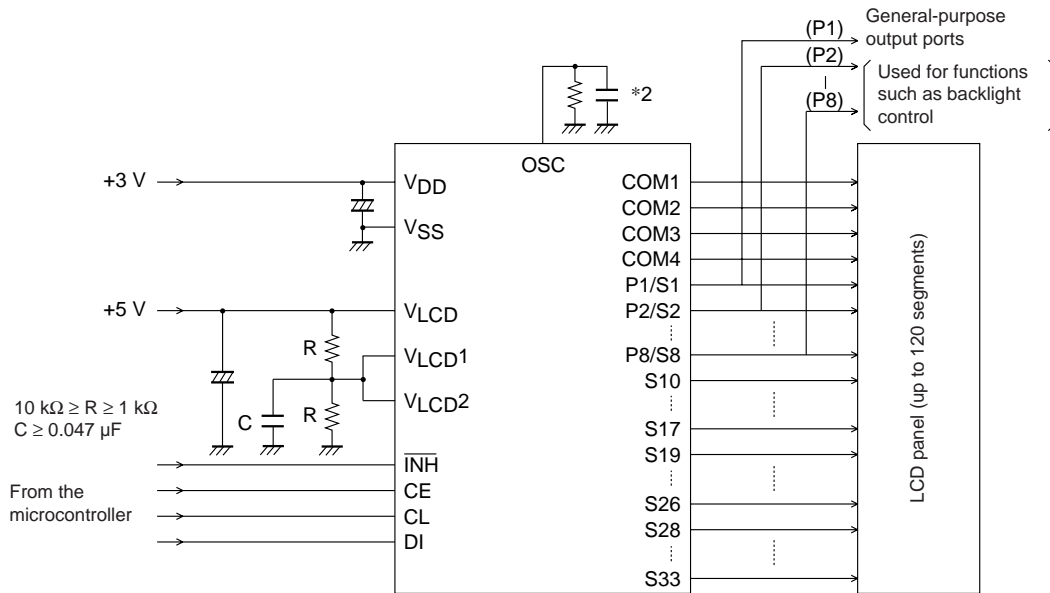 General-purpose
output ports
(P1)
(P2)
(P8)
Used for functions
such as backlight
control
*2
OSC
+3 V
VDD
VSS
+5 V
VLCD
R
VLCD1
VLCD2
C
R
10 kΩ ≥ R ≥ 1 kΩ
C ≥ 0.047 µF
From the
microcontroller
INH
CE
CL
DI
COM1
COM2
COM3
COM4
P1/S1
P2/S2
P8/S8
S10
S17
S19
S26
S28
S33
LCD panel (up to 120 segments)